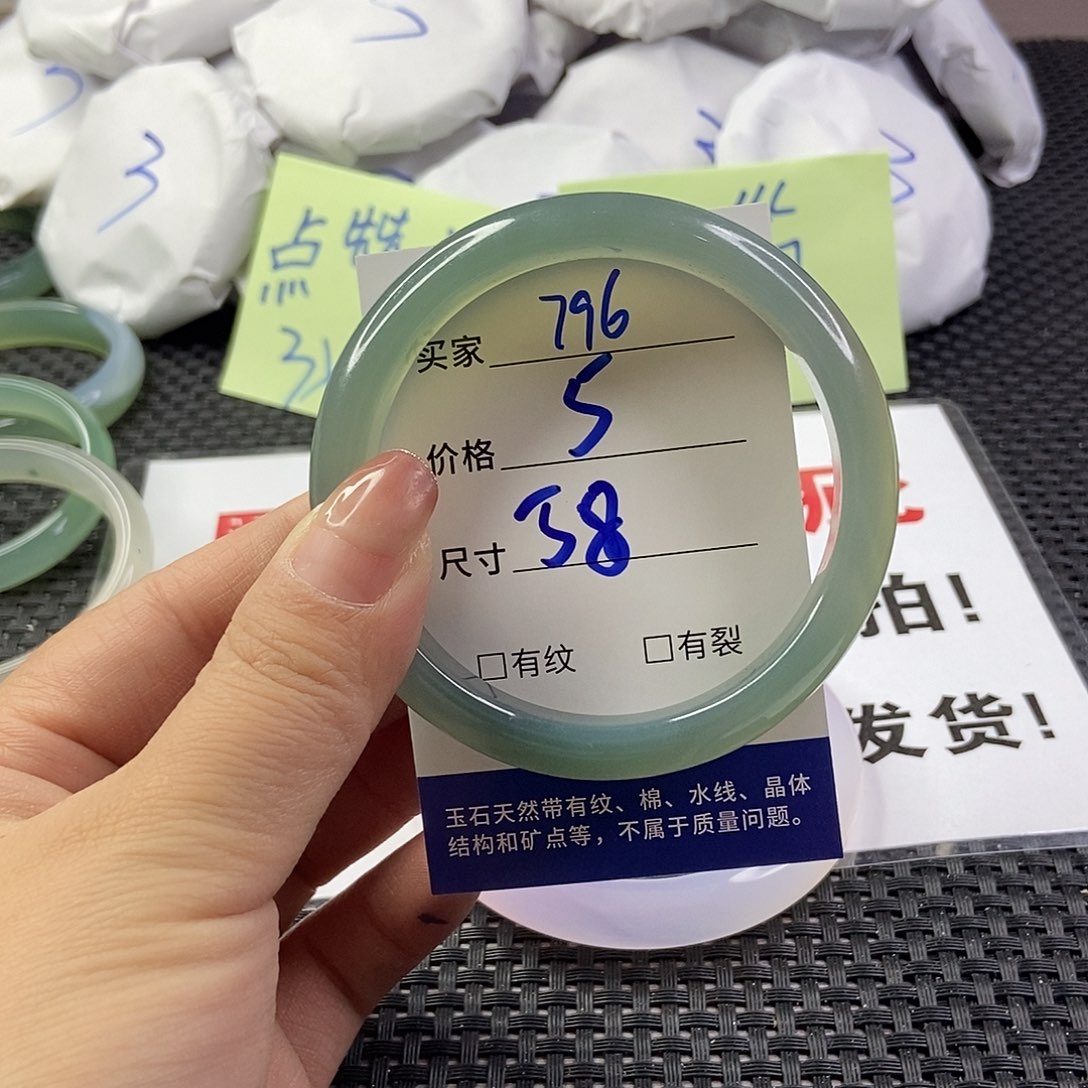 3
点赞
买家 796
价格 5
尺寸 58
□有纹 □有裂
拍!
发货!
玉石天然带有纹、棉、水线、晶体
结构和矿点等，不属于质量问题。